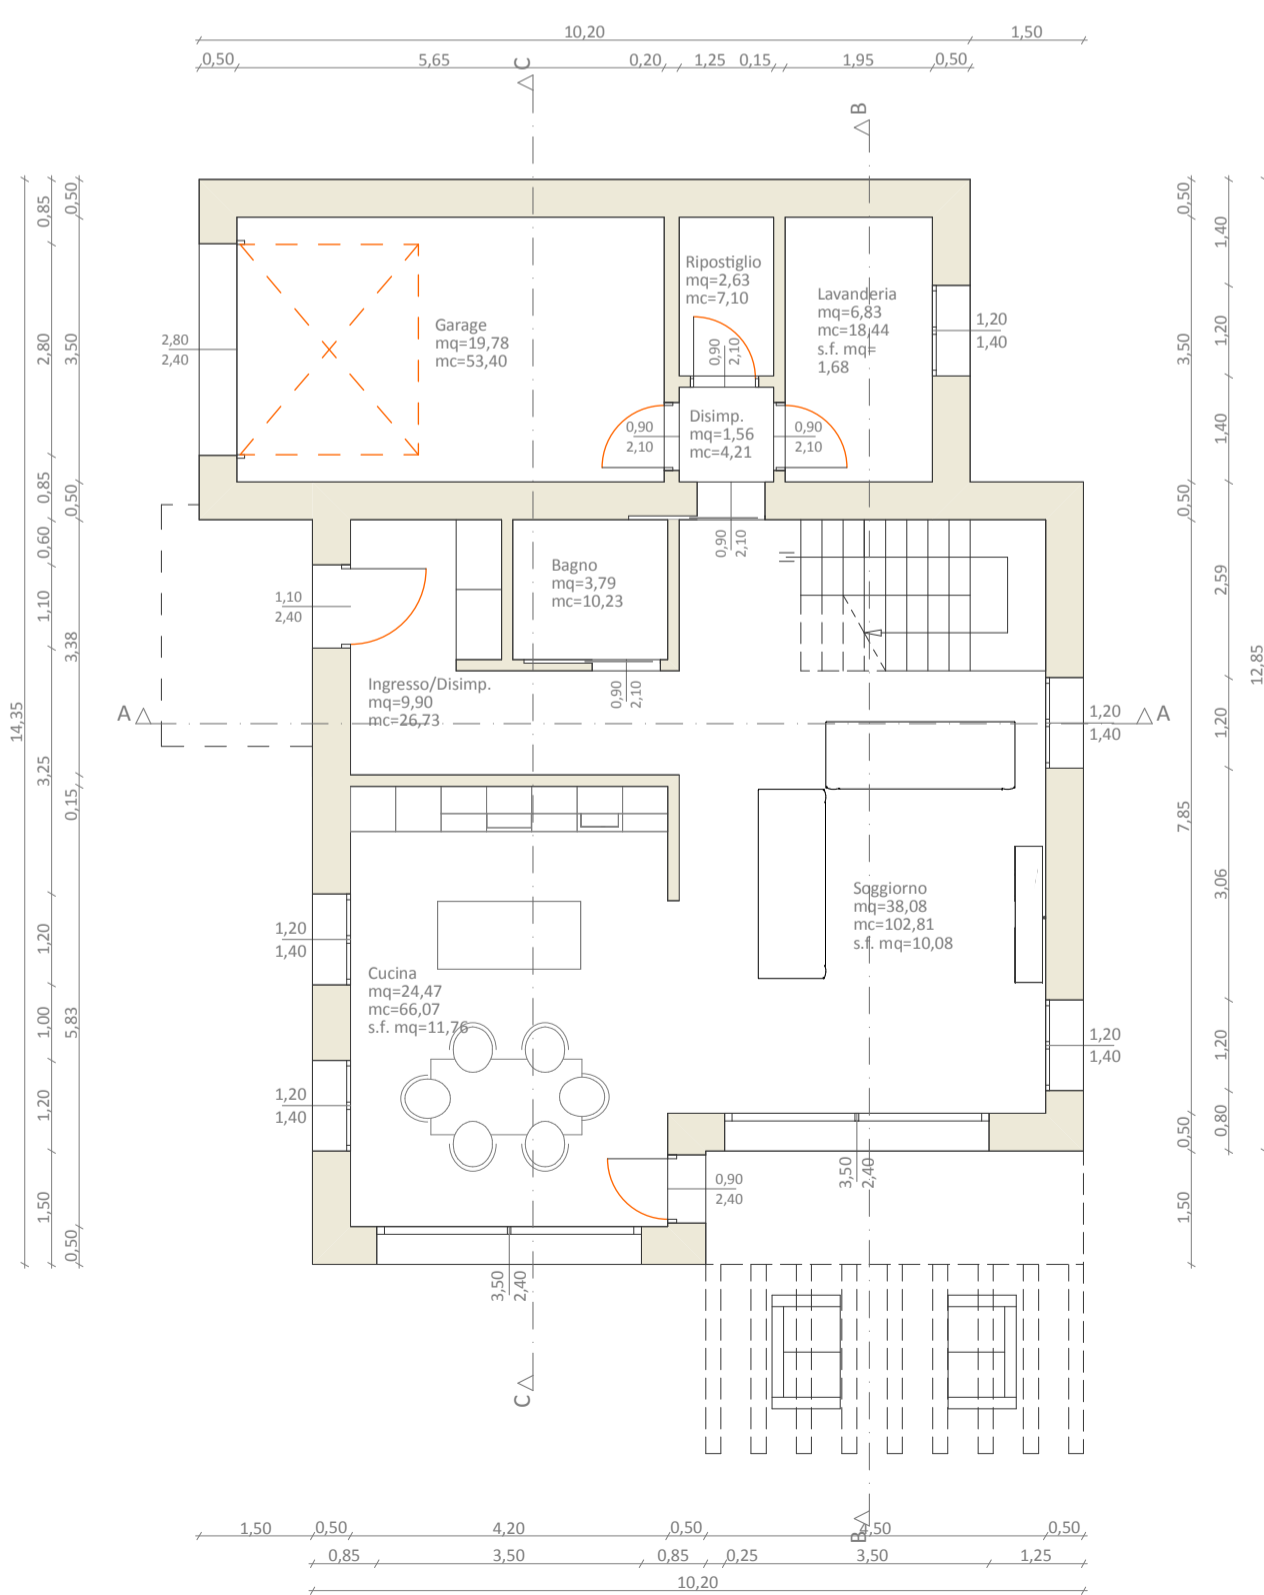 10,20
1,50
0,50
5,65
0,20
1,25
0,15
1,95
0,50
C
B
14,35
0,85
2,80
0,85
0,60
1,10
3,25
1,20
1,00
1,20
1,50
0,50
3,50
0,50
3,38
0,15
5,83
0,50
2,80
2,40
Garage
mq=19,78
mc=53,40
Ripostiglio
mq=2,63
mc=7,10
0,90
2,10
Lavanderia
mq=6,83
mc=18,44
s.f. mq=
1,68
1,20
1,40
0,90
2,10
Disimp.
mq=1,56
mc=4,21
0,90
2,10
0,90
2,10
1,10
2,40
Bagno
mq=3,79
mc=10,23
0,90
2,10
Ingresso/Disimp.
mq=9,90
mc=26,73
A
A
1,20
1,40
Soggiorno
mq=38,08
mc=102,81
s.f. mq=10,08
1,20
1,40
Cucina
mq=24,47
mc=66,07
s.f. mq=11,76
1,20
1,40
1,20
1,40
0,90
2,40
3,50
2,40
3,50
2,40
0,50
3,50
0,50
2,59
7,85
0,50
1,50
1,40
1,20
1,40
1,20
3,06
1,20
0,80
12,85
C
B
1,50
0,50
4,20
0,50
4,50
0,50
0,85
3,50
0,85
0,25
3,50
1,25
10,20